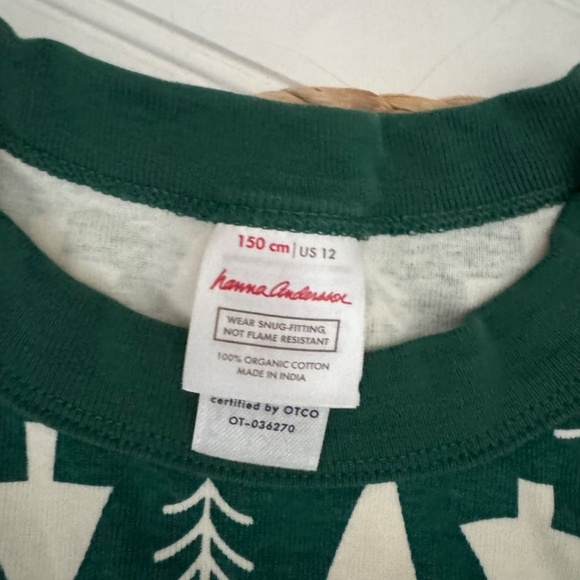 150 cm | US 12
hanna andersson
WEAR SNUG-FITTING,
NOT FLAME RESISTANT
100% ORGANIC COTTON
MADE IN INDIA
certified by OTCO
OT-036270